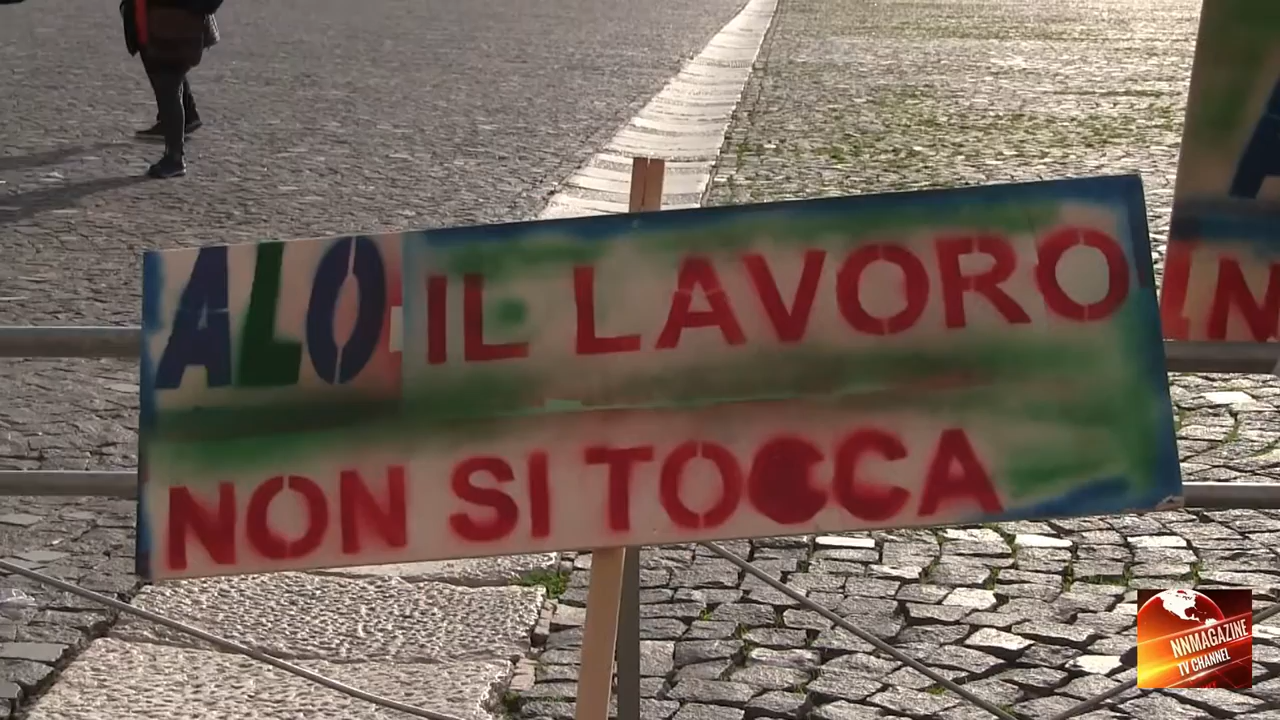 ALO IL LAVORO
NON SI TOCCA
N
NNMAGAZINE
TV CHANNEL